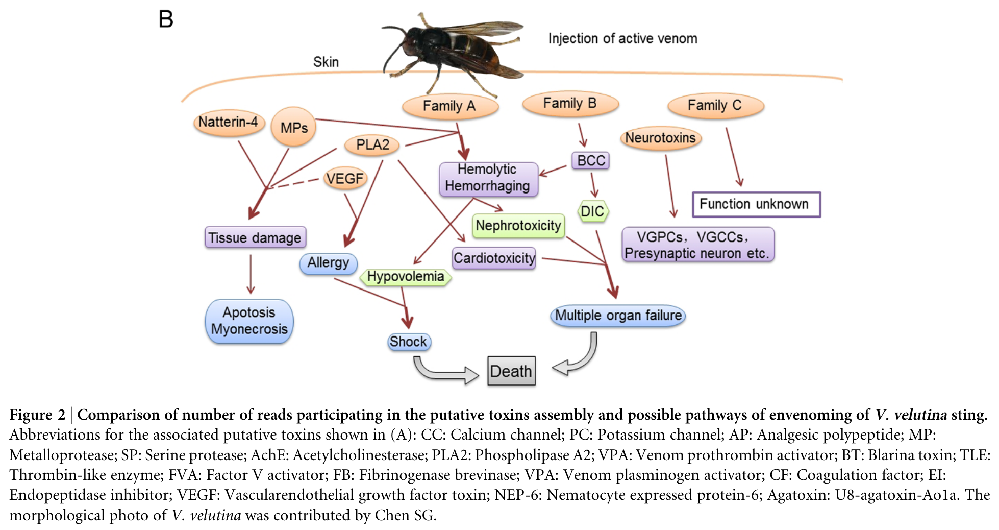 B
Injection of active venom
Skin
Family A
Family B
Family C
Natterin-4
MPs
PLA2
Neurotoxins
VEGF
BCC
Hemolytic
Hemorrhaging
DIC
Function unknown
Nephrotoxicity
Tissue damage
VGPCs, VGCCs,
Presynaptic neuron etc.
Allergy
Cardiotoxicity
Hypovolemia
Apotosis
Myonecrosis
Multiple organ failure
Shock
Death
Figure 2 | Comparison of number of reads participating in the putative toxins assembly and possible pathways of envenoming of V. velutina sting.
Abbreviations for the associated putative toxins shown in (A): CC: Calcium channel; PC: Potassium channel; AP: Analgesic polypeptide; MP:
Metalloprotease; SP: Serine protease; AchE: Acetylcholinesterase; PLA2: Phospholipase A2; VPA: Venom prothrombin activator; BT: Blarina toxin; TLE:
Thrombin-like enzyme; FVA: Factor V activator; FB: Fibrinogenase brevinase; VPA: Venom plasminogen activator; CF: Coagulation factor; EI:
Endopeptidase inhibitor; VEGF: Vascularendothelial growth factor toxin; NEP-6: Nematocyte expressed protein-6; Agatoxin: U8-agatoxin-Ao1a. The
morphological photo of V. velutina was contributed by Chen SG.